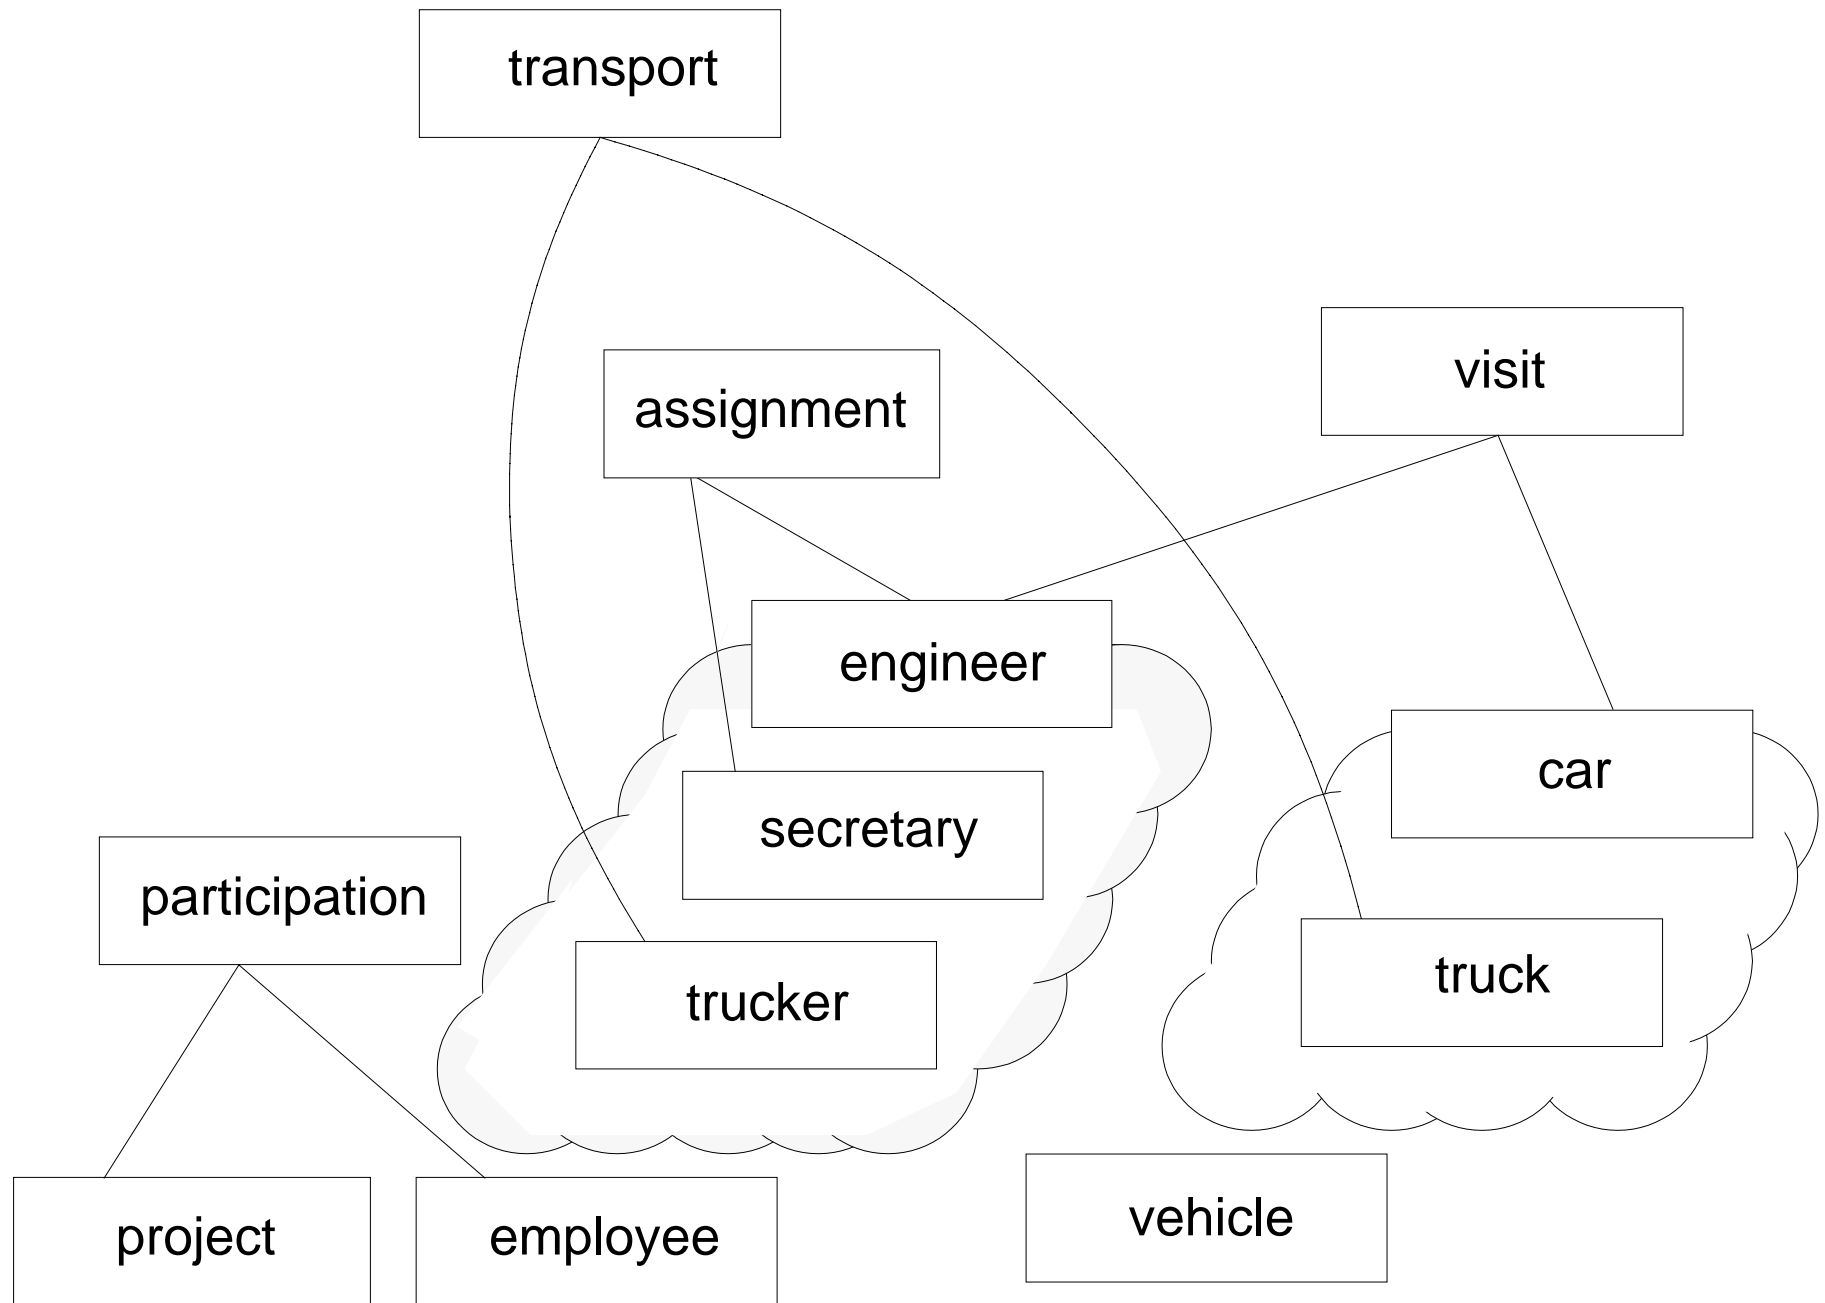 transport
visit
assignment
engineer
car
secretary
participation
truck
trucker
vehicle
project
employee